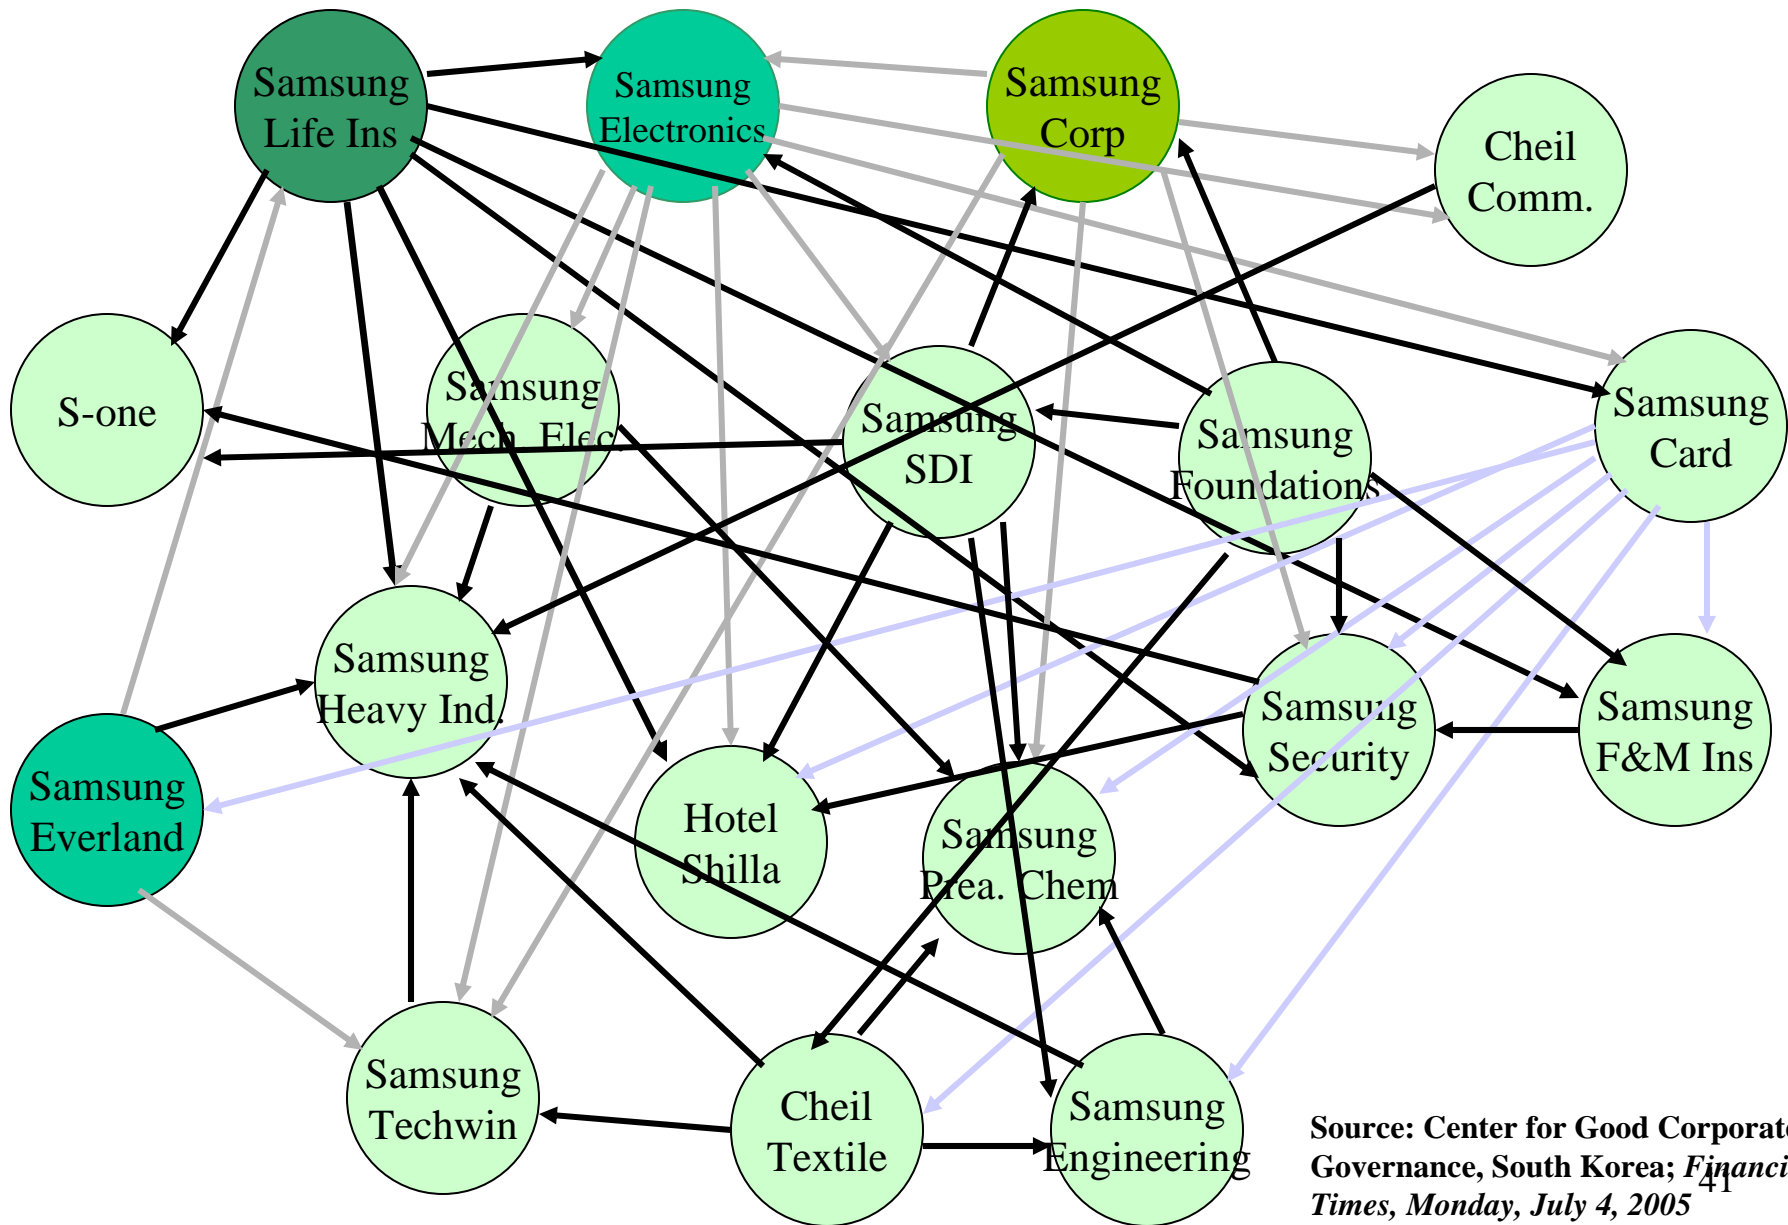 Samsung
Life Ins
Samsung
Electronics
Samsung
Corp
Cheil
Comm.
S-one
Samsung
Mech. Elec.
Samsung
SDI
Samsung
Foundations
Samsung
Card
Samsung
Heavy Ind.
Samsung
Everland
Hotel
Shilla
Samsung
Prea. Chem
Samsung
Security
Samsung
F&M Ins
Samsung
Techwin
Cheil
Textile
Samsung
Engineering
Source: Center for Good Corporate
Governance, South Korea; Financi
Times, Monday, July 4, 2005
41